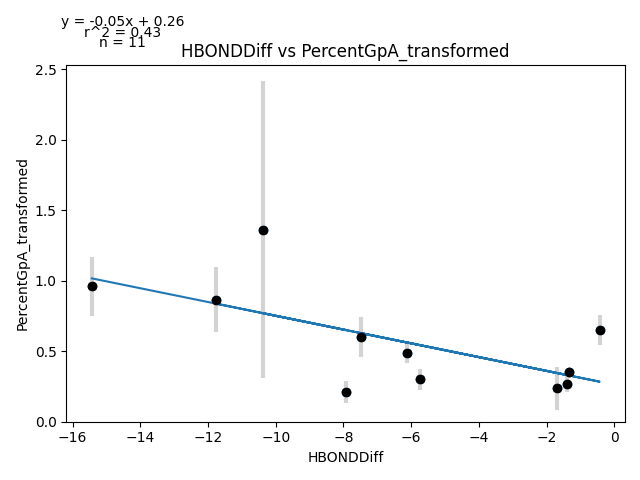 y = -0.05x + 0.26
r^2 = 0.43
n = 11
HBONDDiff vs PercentGpA_transformed
PercentGpA_transformed
2.5
2.0
1.5
1.0
0.5
0.0
−16
−14
−12
−10
−8
−6
−4
−2
0
HBONDDiff